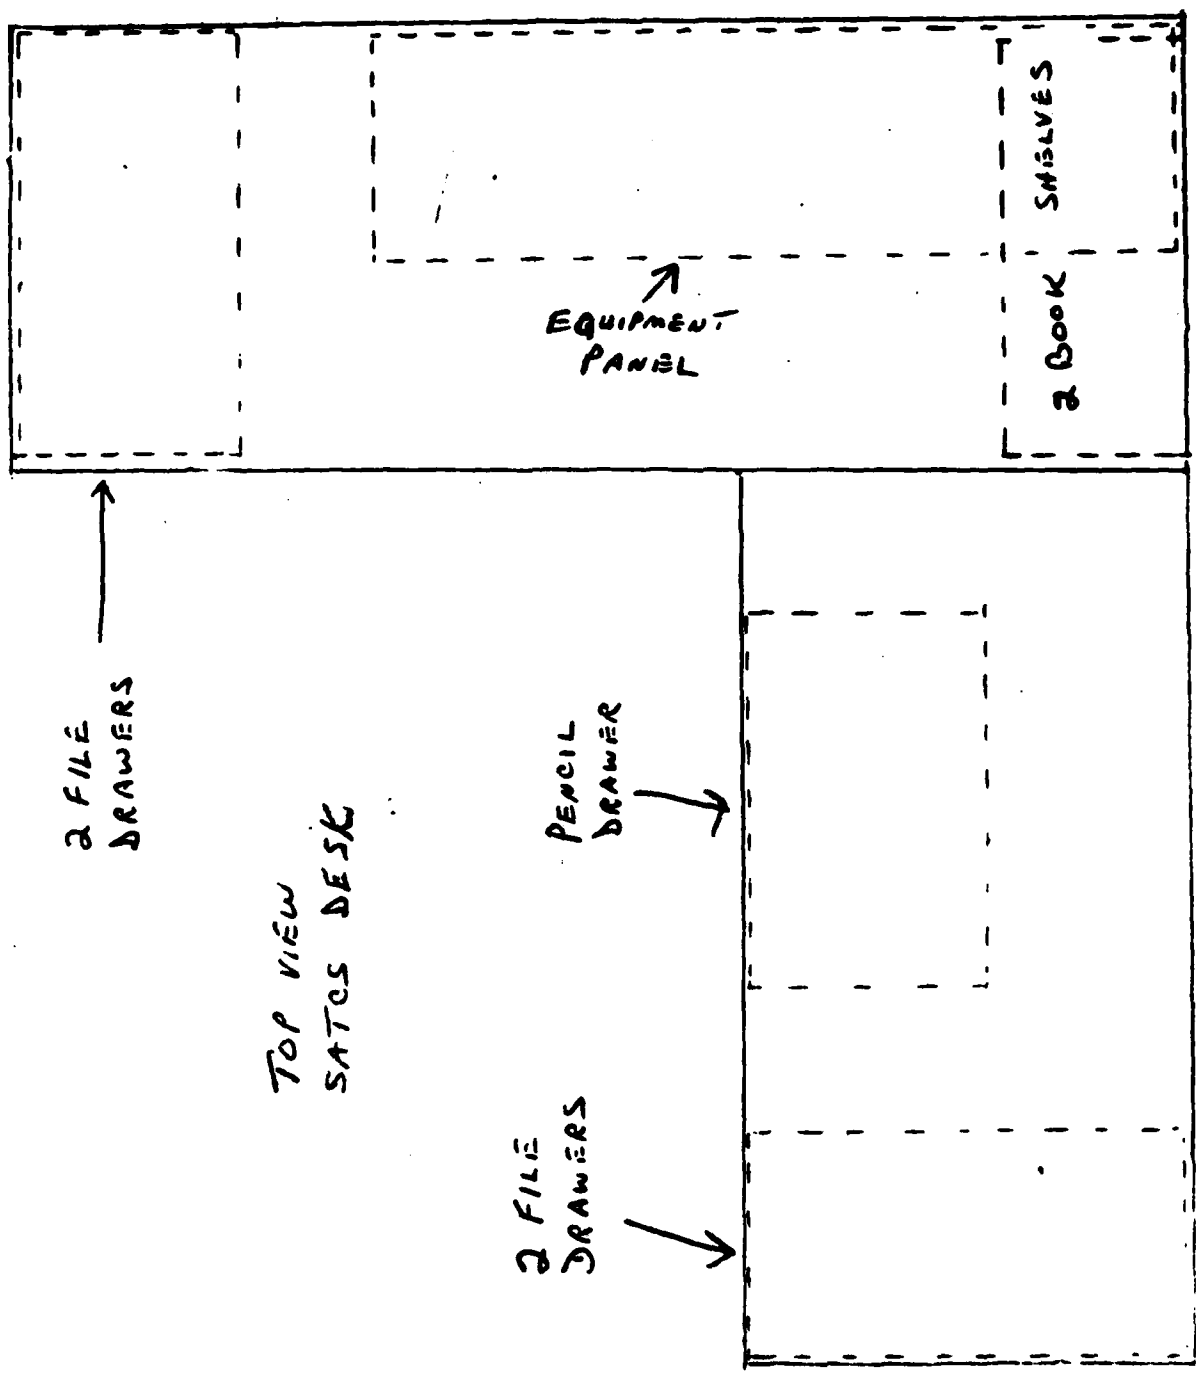 2 FILE
DRAWERS
TOP VIEW
SATCS DESK
2 FILE
DRAWERS
PENCIL
DRAWER
EQUIPMENT
PANEL
2 BOOK SHELVES